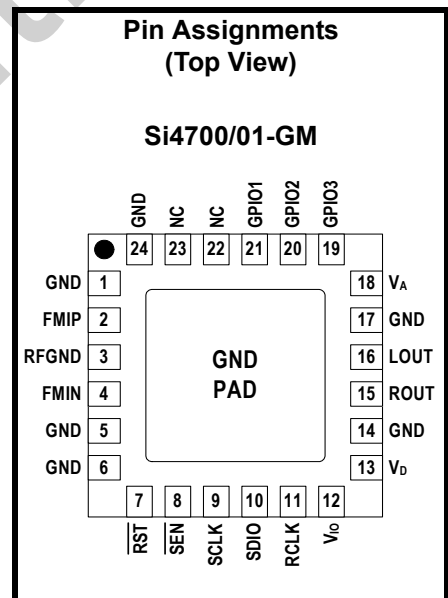 Pin Assignments
(Top View)
Si4700/01-GM
GND
NC
NC
GPIO1
GPIO2
GPIO3
24 23 22 21 20 19
GND 1
FMIP 2
RFGND 3
FMIN 4
GND 5
GND 6
GND
PAD
18 VA
17 GND
16 LOUT
15 ROUT
14 GND
13 VD
7 8 9 10 11 12
RST
SEN
SCLK
SDIO
RCLK
VIO